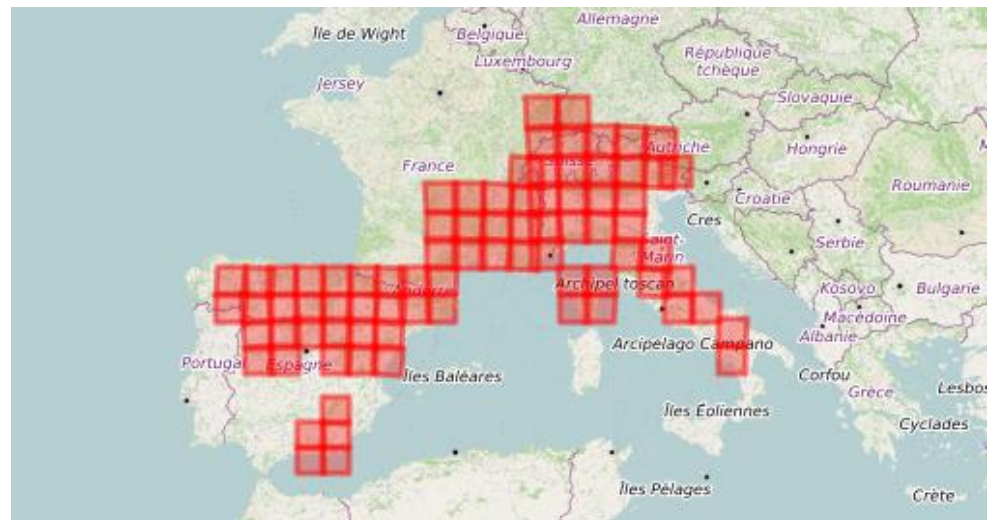 Île de Wight
Belgique
Allemagne
Luxembourg
République
tchèque
Jersey
Slovaquie
France
Autriche
Hongrie
Suisse
Roumanie
Croatie
Cres
Saint-
Marin
Serbie
Andorre
Archipel toscan
Kosovo
Bulgarie
Macédoine
Albanie
Portuga
Espagne
Îles Baléares
Arcipélago Campano
Corfou
Grèce
Lesbos
Îles Éoliennes
Cyclades
Îles Pélages
Crète